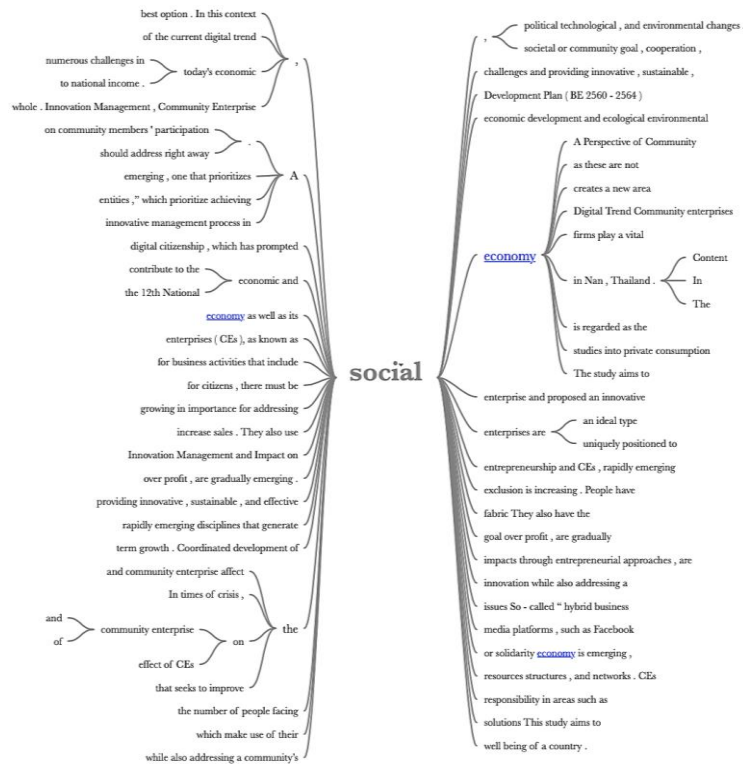 best option . In this context
of the current digital trend
numerous challenges in
to national income .
today's economic
,
whole . Innovation Management , Community Enterprise
on community members ' participation
should address right away
.
emerging , one that prioritizes
A
entities ,” which prioritize achieving
innovative management process in
digital citizenship , which has prompted
contribute to the
the 12th National
economic and
economy as well as its
enterprises ( CEs ), as known as
for business activities that include
for citizens , there must be
growing in importance for addressing
increase sales . They also use
Innovation Management and Impact on
over profit , are gradually emerging .
providing innovative , sustainable , and effective
rapidly emerging disciplines that generate
term growth . Coordinated development of
and community enterprise affect
In times of crisis ,
and
of
community enterprise
effect of CEs
on
the
that seeks to improve
the number of people facing
which make use of their
while also addressing a community's
social
,
political technological , and environmental changes
societal or community goal , cooperation ,
challenges and providing innovative , sustainable ,
Development Plan ( BE 2560 - 2564 )
economic development and ecological environmental
economy
A Perspective of Community
as these are not
creates a new area
Digital Trend Community enterprises
firms play a vital
in Nan , Thailand .
Content
In
The
is regarded as the
studies into private consumption
The study aims to
enterprise and proposed an innovative
enterprises are
an ideal type
uniquely positioned to
entrepreneurship and CEs , rapidly emerging
exclusion is increasing . People have
fabric They also have the
goal over profit , are gradually
impacts through entrepreneurial approaches , are
innovation while also addressing a
issues So - called “ hybrid business
media platforms , such as Facebook
or solidarity economy is emerging ,
resources structures , and networks . CEs
responsibility in areas such as
solutions This study aims to
well being of a country .